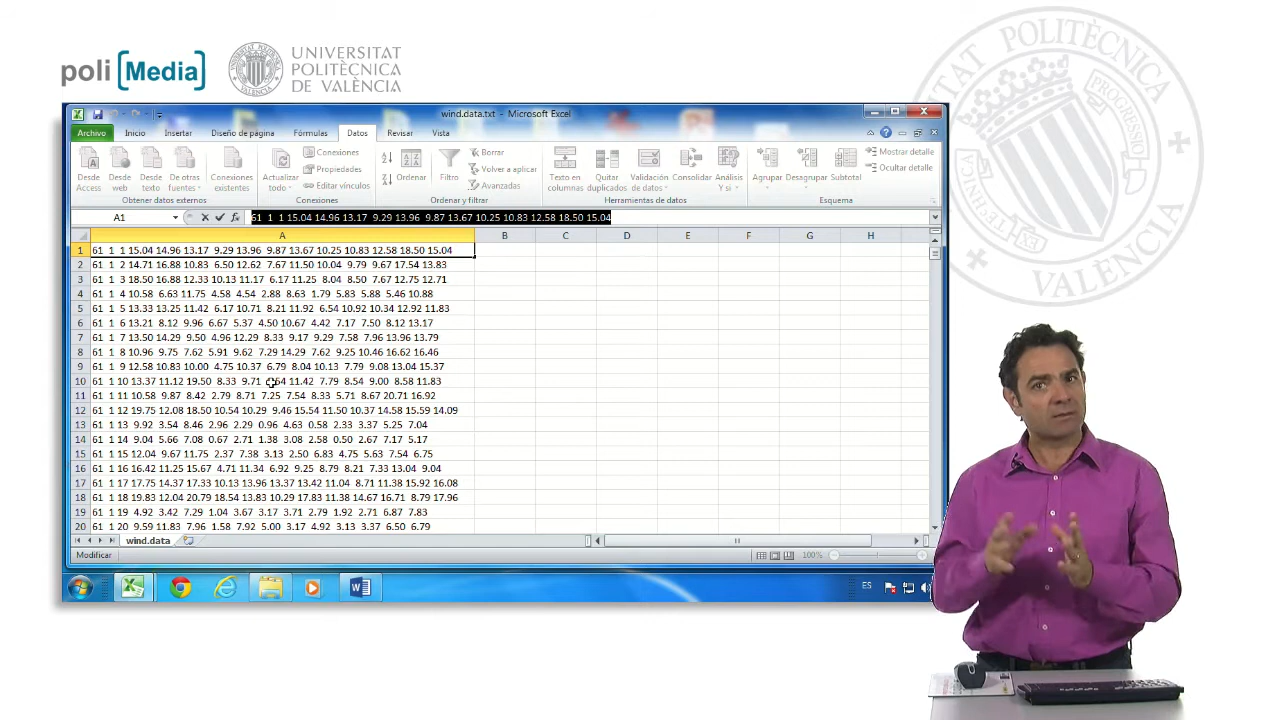 poli [Media]
UNIVERSITAT
POLITÈCNICA
DE VALÈNCIA
wind.data.txt - Microsoft Excel
Archivo Inicio Insertar Diseño de página Fórmulas Datos Revisar Vista
Desde Access Desde web Desde texto De otras fuentes Conexiones existentes
Obtener datos externos
Actualizar todo Conexiones Propiedades Editar vínculos
Conexiones
Ordenar Filtro Borrar Volver a aplicar Avanzadas
Ordenar y filtrar
Texto en columnas Quitar duplicados Validación de datos Consolidar Análisis Y si
Herramientas de datos
Agrupar Desagrupar Subtotal Mostrar detalle Ocultar detalle
Esquema
A1 fx 61 1 1 15.04 14.96 13.17 9.29 13.96 9.87 13.67 10.25 10.83 12.58 18.50 15.04
A B C D E F G H
1 61 1 1 15.04 14.96 13.17 9.29 13.96 9.87 13.67 10.25 10.83 12.58 18.50 15.04
2 61 1 2 14.71 16.88 10.83 6.50 12.62 7.67 11.50 10.04 9.79 9.67 17.54 13.83
3 61 1 3 18.50 16.88 12.33 10.13 11.17 6.17 11.25 8.04 8.50 7.67 12.75 12.71
4 61 1 4 10.58 6.63 11.75 4.58 4.54 2.88 8.63 1.79 5.83 5.88 5.46 10.88
5 61 1 5 13.33 13.25 11.42 6.17 10.71 8.21 11.92 6.54 10.92 10.34 12.92 11.83
6 61 1 6 13.21 8.12 9.96 6.67 5.37 4.50 10.67 4.42 7.17 7.50 8.12 13.17
7 61 1 7 13.50 14.29 9.50 4.96 12.29 8.33 9.17 9.29 7.58 7.96 13.96 13.79
8 61 1 8 10.96 9.75 7.62 5.91 9.62 7.29 14.29 7.62 9.25 10.46 16.62 16.46
9 61 1 9 12.58 10.83 10.00 4.75 10.37 6.79 8.04 10.13 7.79 9.08 13.04 15.37
10 61 1 10 13.37 11.12 19.50 8.33 9.71 11.42 7.79 8.54 9.00 8.58 11.83
11 61 1 11 10.58 9.87 8.42 2.79 8.71 7.25 7.54 8.33 5.71 8.67 20.71 16.92
12 61 1 12 19.75 12.08 18.50 10.54 10.29 9.46 15.54 11.50 10.37 14.58 15.59 14.09
13 61 1 13 9.92 3.54 8.46 2.96 2.29 0.96 4.63 0.58 2.33 3.37 5.25 7.04
14 61 1 14 9.04 5.66 7.08 0.67 2.71 1.38 3.08 2.58 0.50 2.67 7.17 5.17
15 61 1 15 12.04 9.67 11.75 2.37 7.38 3.13 2.50 6.83 4.75 5.63 7.54 6.75
16 61 1 16 16.42 11.25 15.67 4.71 11.34 6.92 9.25 8.79 8.21 7.33 13.04 9.04
17 61 1 17 17.75 14.37 17.33 10.13 13.96 13.37 13.42 11.04 8.71 11.38 15.92 16.08
18 61 1 18 19.83 12.04 20.79 18.54 13.83 10.29 17.83 11.38 14.67 16.71 8.79 17.96
19 61 1 19 4.92 3.42 7.29 1.04 3.67 3.17 3.71 2.79 1.92 2.71 6.87 7.83
20 61 1 20 9.59 11.83 7.96 1.58 7.92 5.00 3.17 4.92 3.13 3.37 6.50 6.79
wind.data
Modificar 100%
ES
POLITÈCNICA
PROGRESSIO
VALÈNCIA